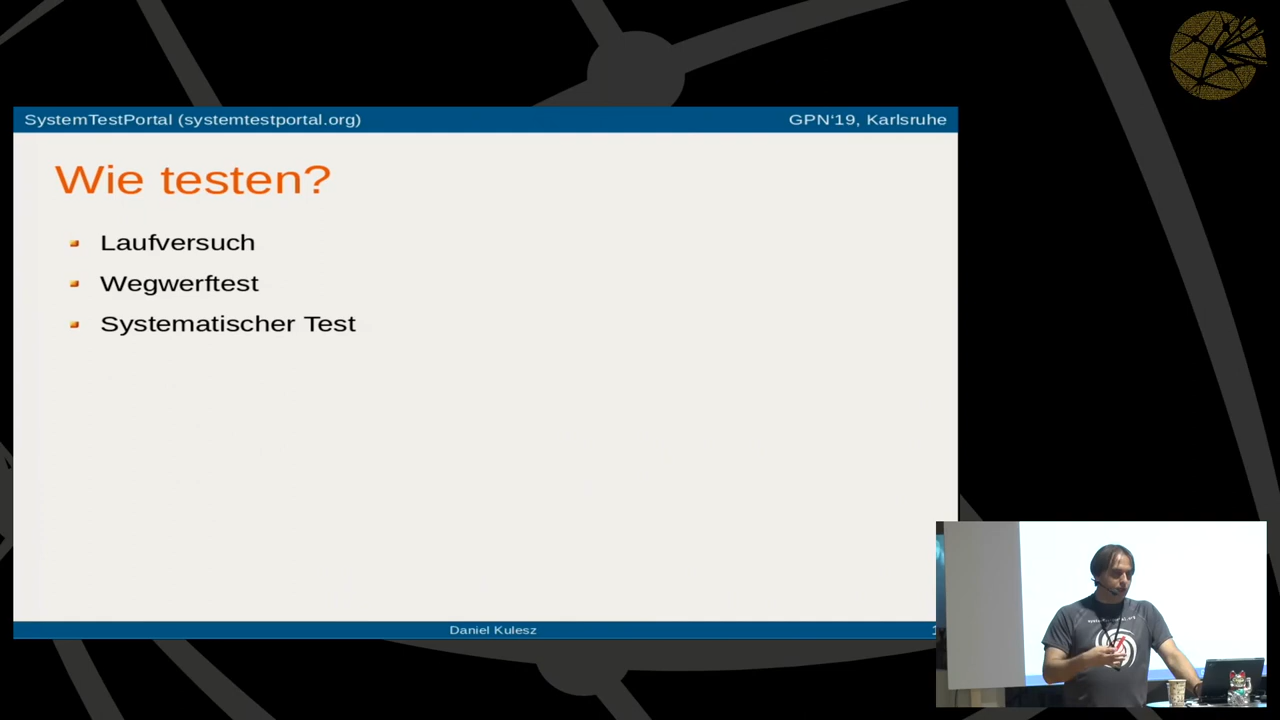 SystemTestPortal (systemtestportal.org)
GPN'19, Karlsruhe
Wie testen?
Laufversuch
Wegwerftest
Systematischer Test
Daniel Kulesz